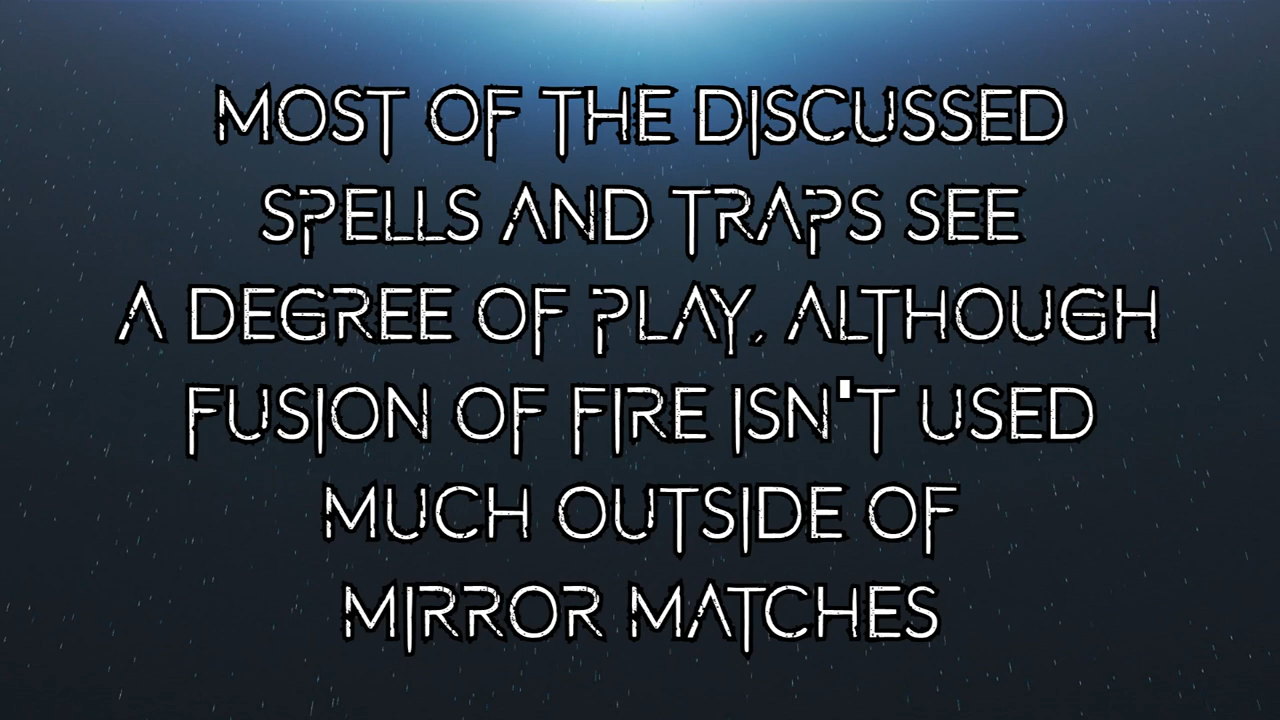 MOST OF THE DISCUSSED
SPELLS AND TRAPS SEE
A DEGREE OF PLAY, ALTHOUGH
FUSION OF FIRE ISN'T USED
MUCH OUTSIDE OF
MIRROR MATCHES